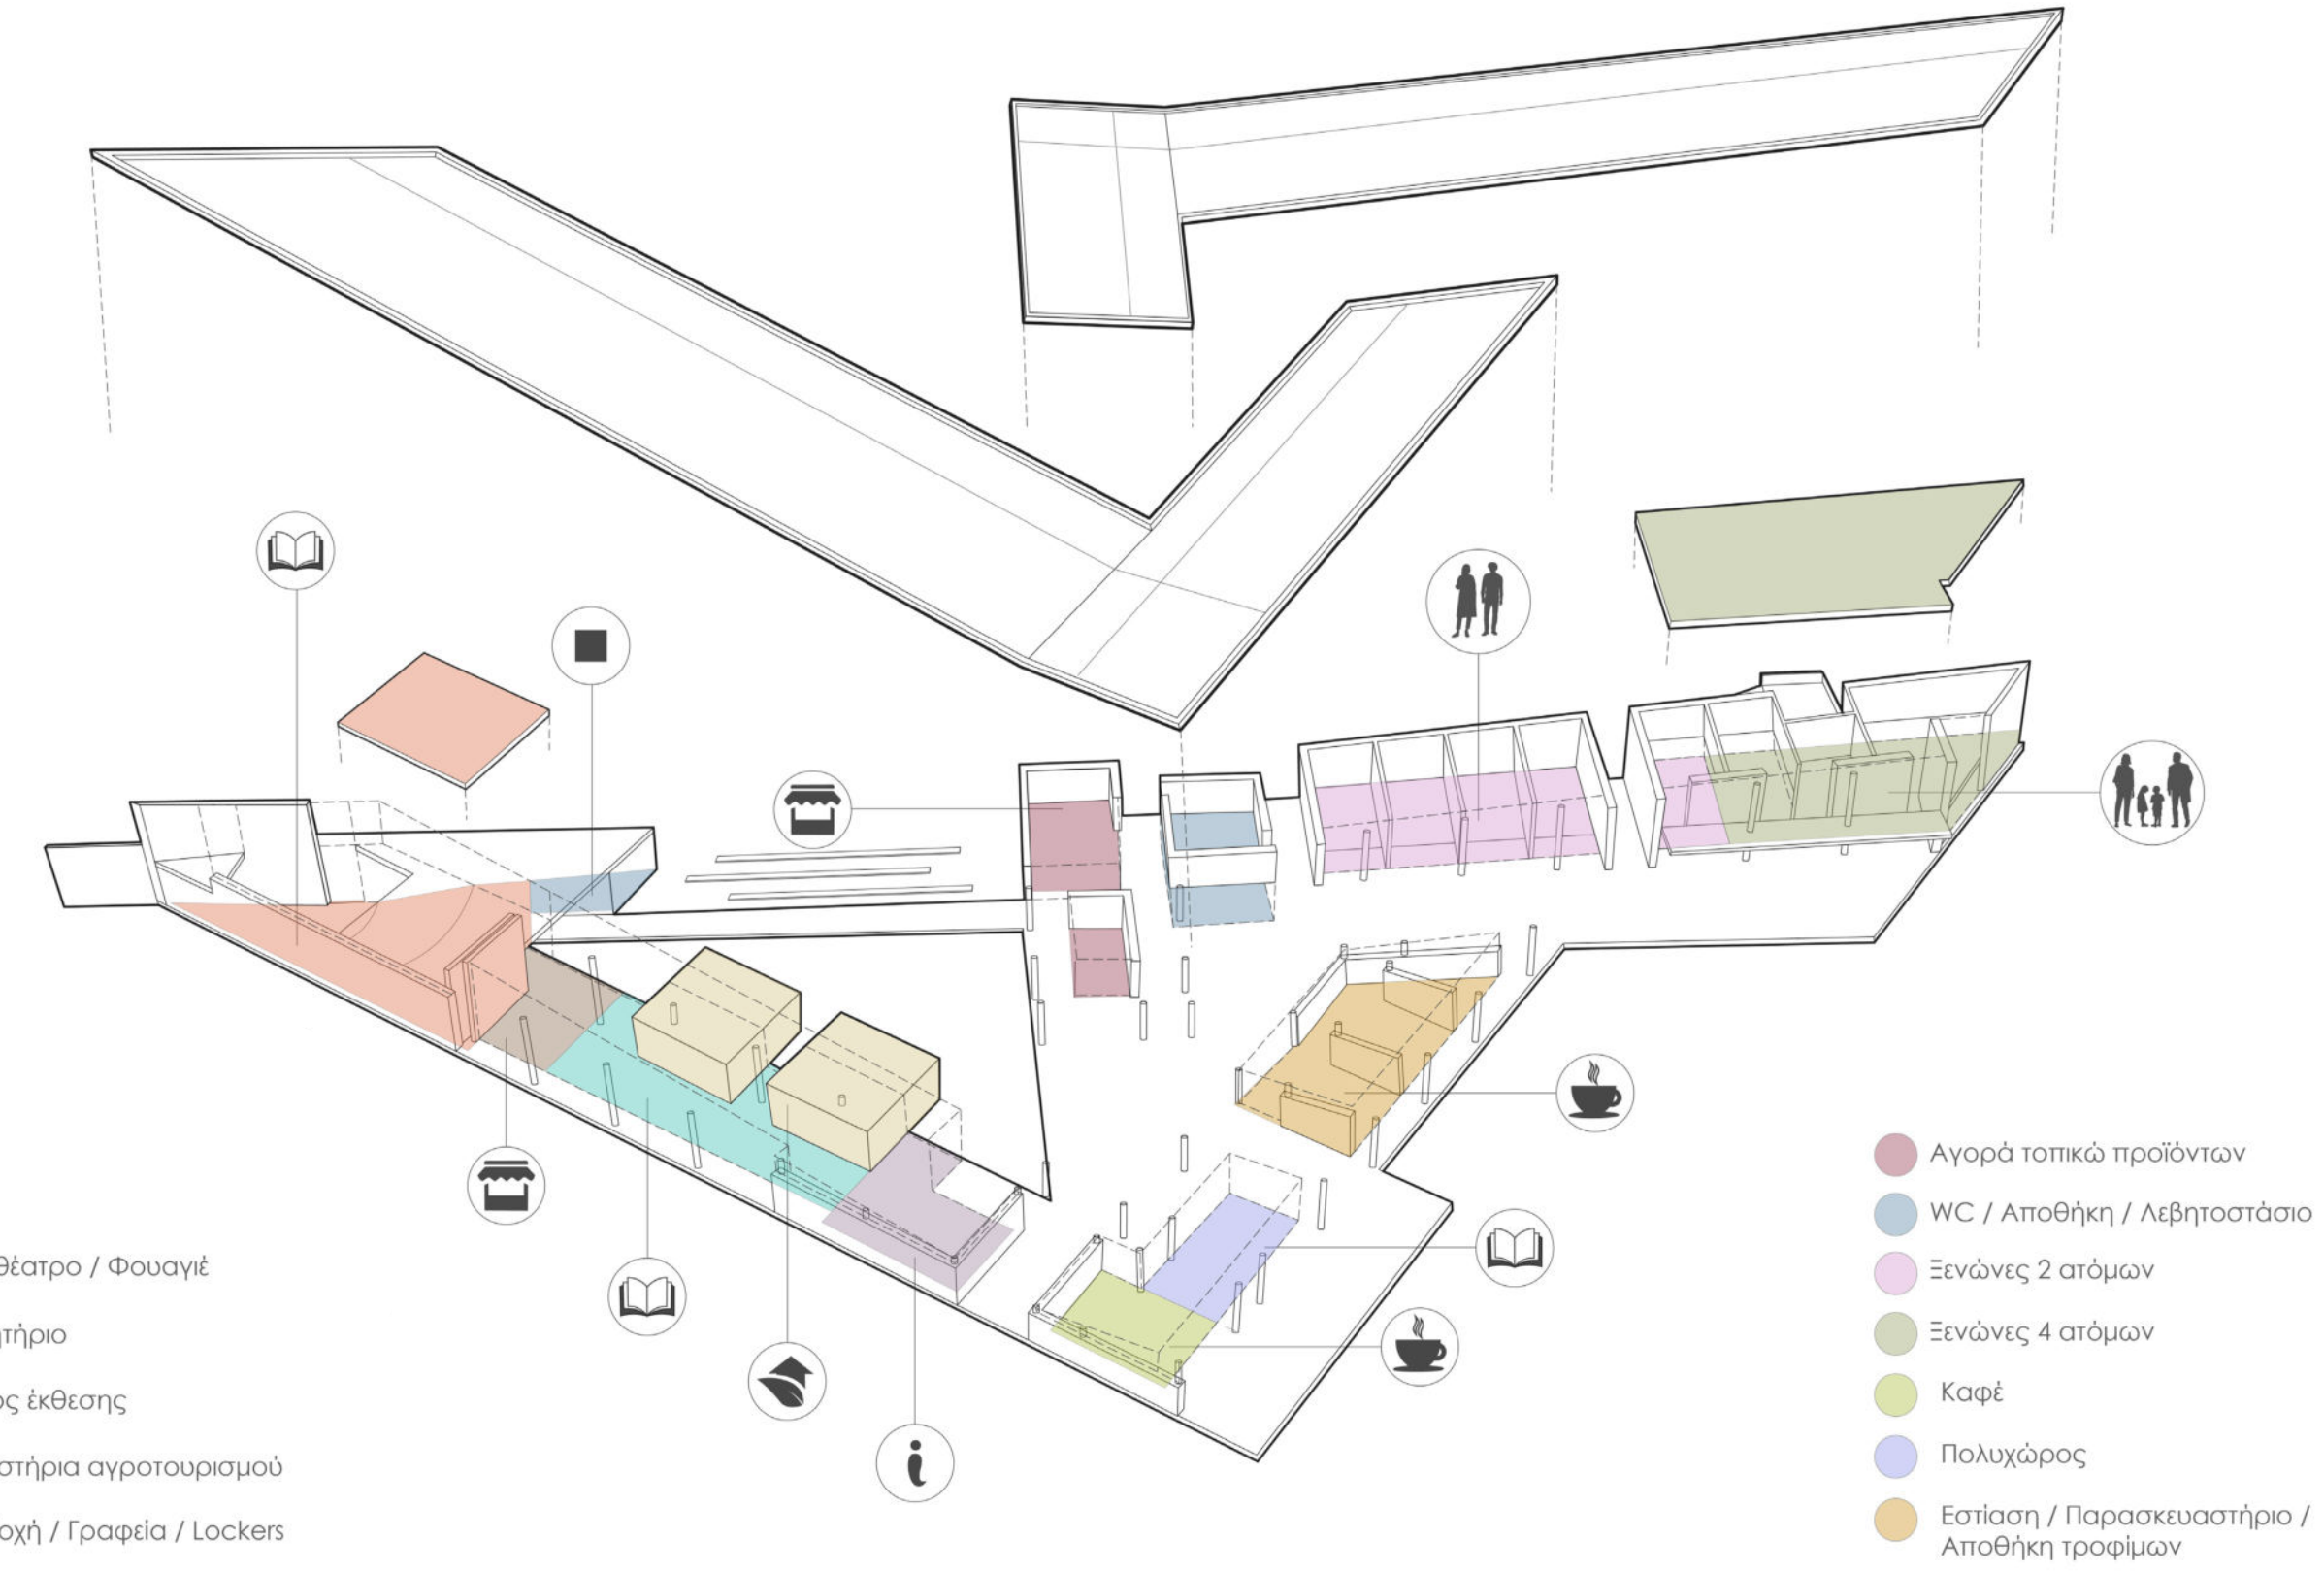 θέατρο / Φουαγιέ
τήριο
ος έκθεσης
στήρια αγροτουρισμού
οχή / Γραφεία / Lockers
Αγορά τοπικώ προϊόντων
WC / Αποθήκη / Λεβητοστάσιο
Ξενώνες 2 ατόμων
Ξενώνες 4 ατόμων
Καφέ
Πολυχώρος
Εστίαση / Παρασκευαστήριο /
Αποθήκη τροφίμων